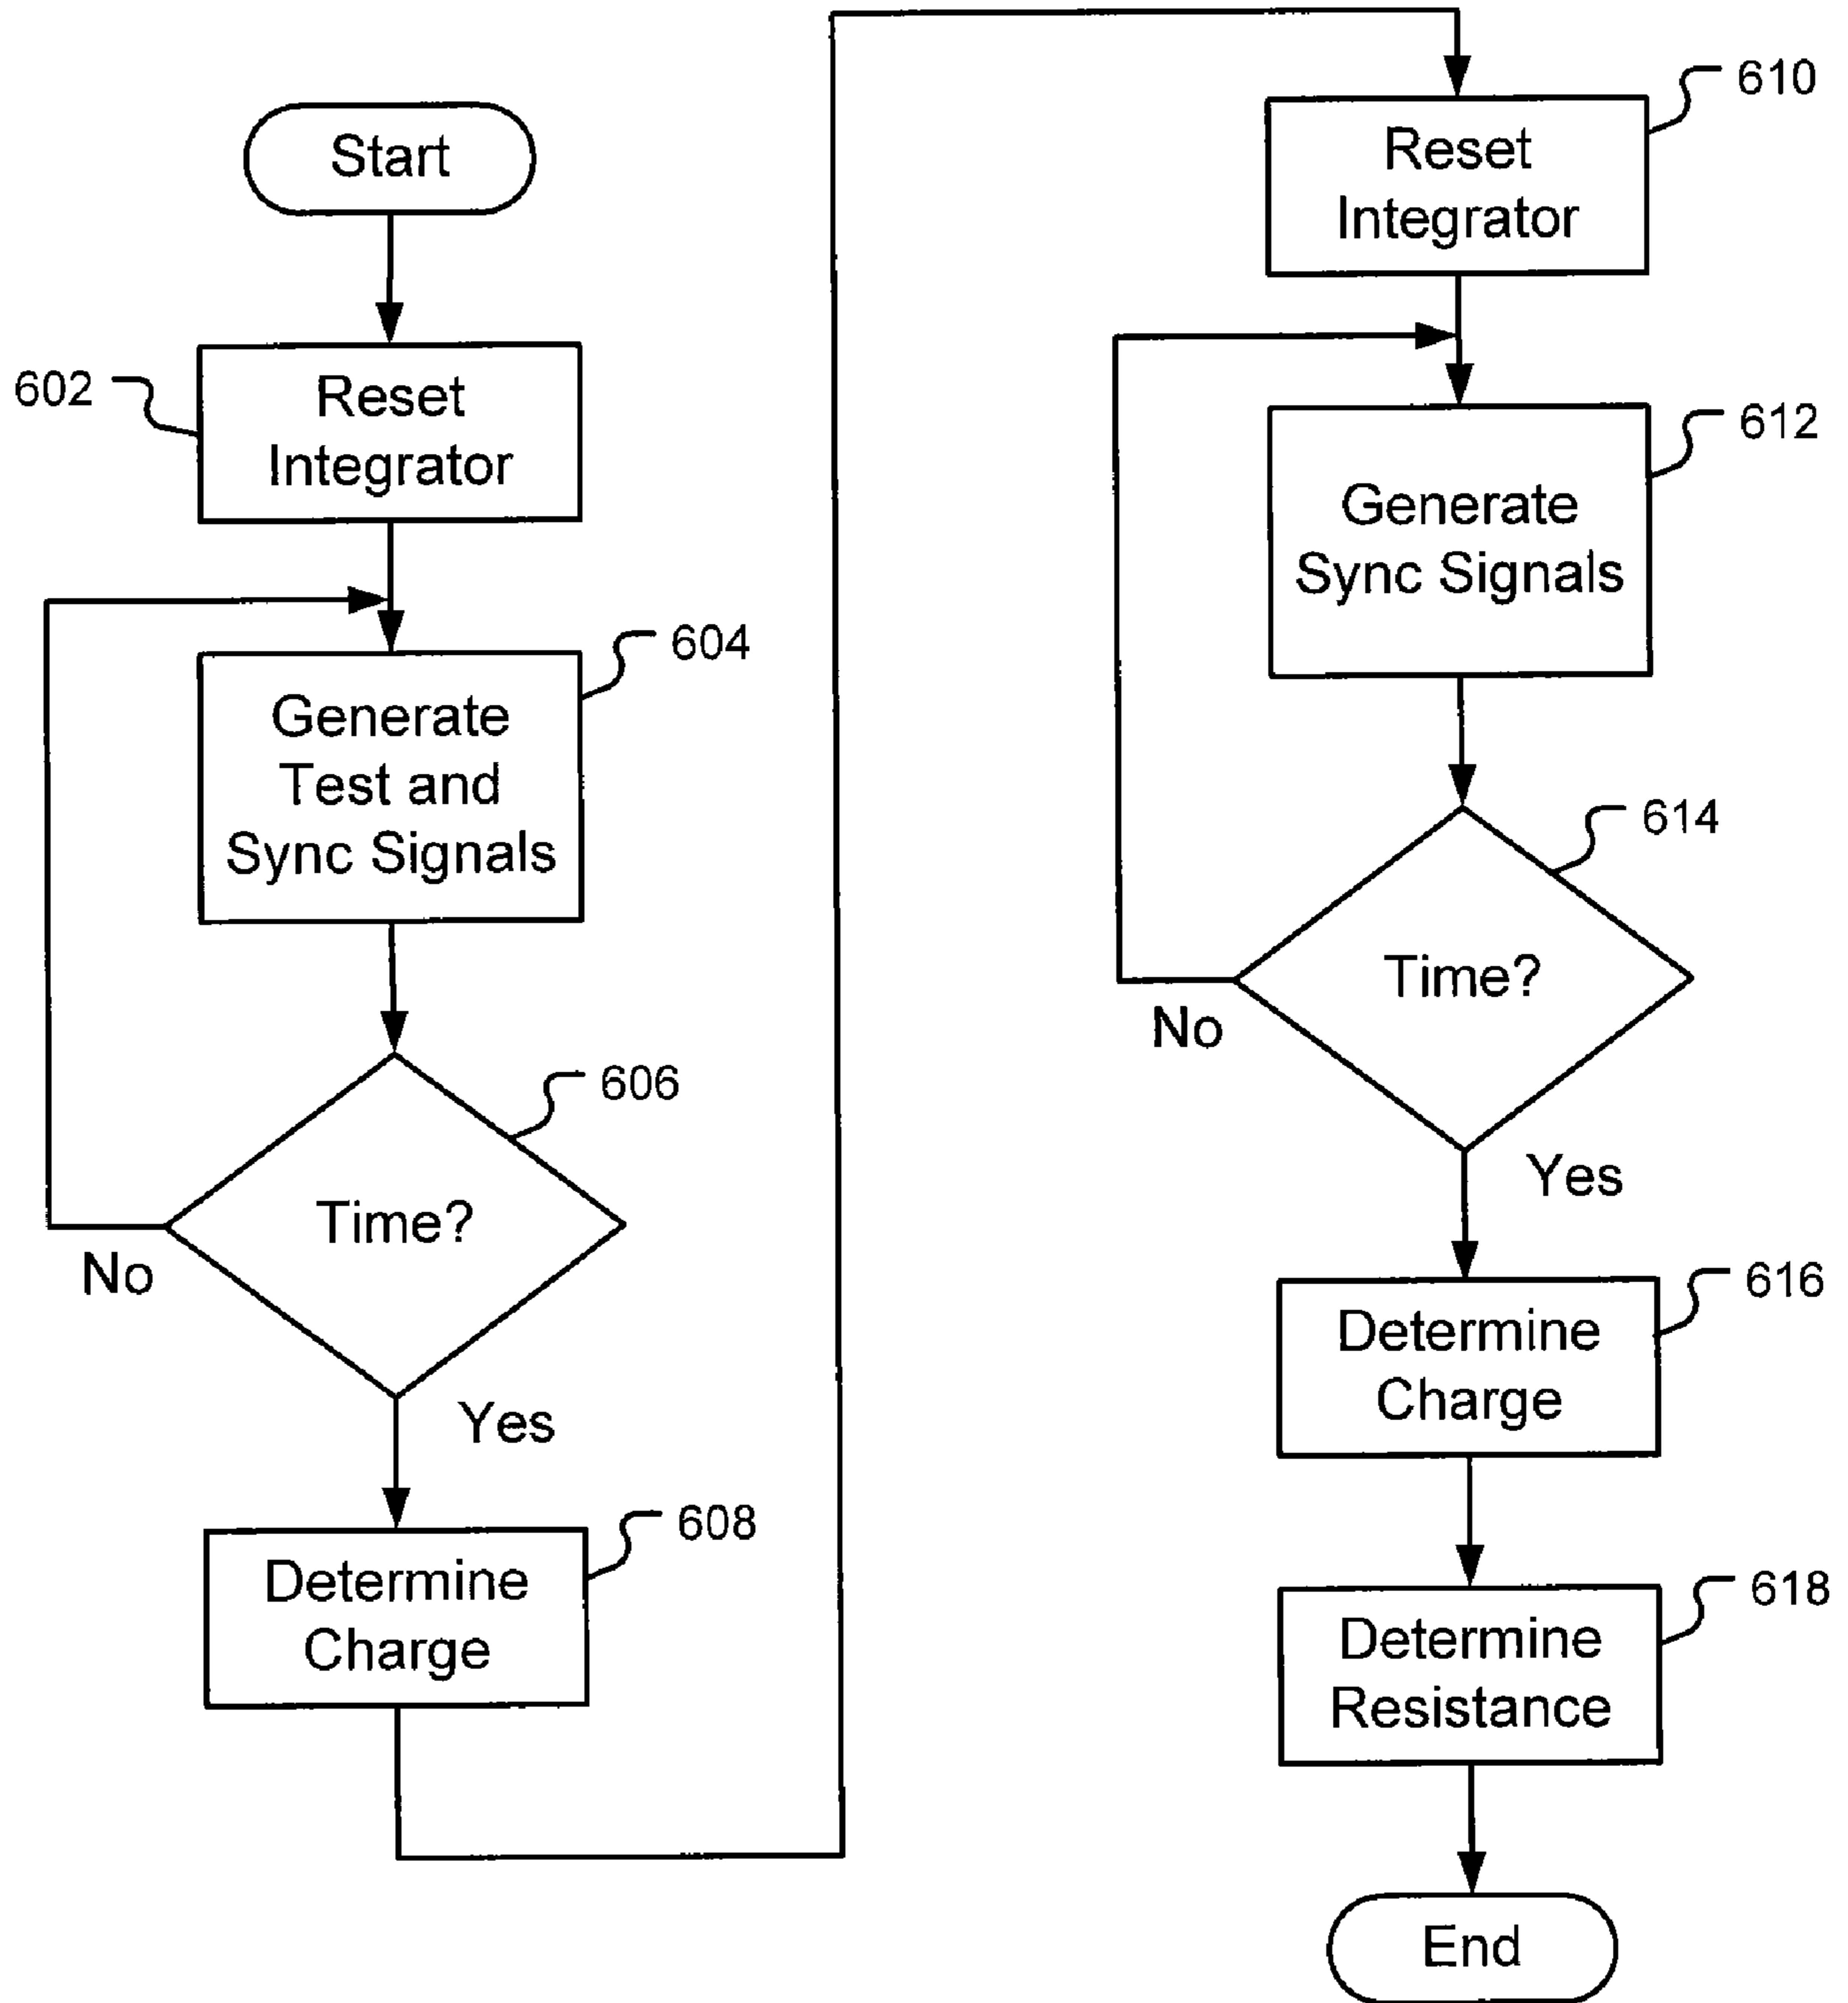 Start
602
Reset
Integrator
604
Generate
Test and
Sync Signals
606
Time?
No
Yes
608
Determine
Charge
610
Reset
Integrator
612
Generate
Sync Signals
614
Time?
No
Yes
616
Determine
Charge
618
Determine
Resistance
End